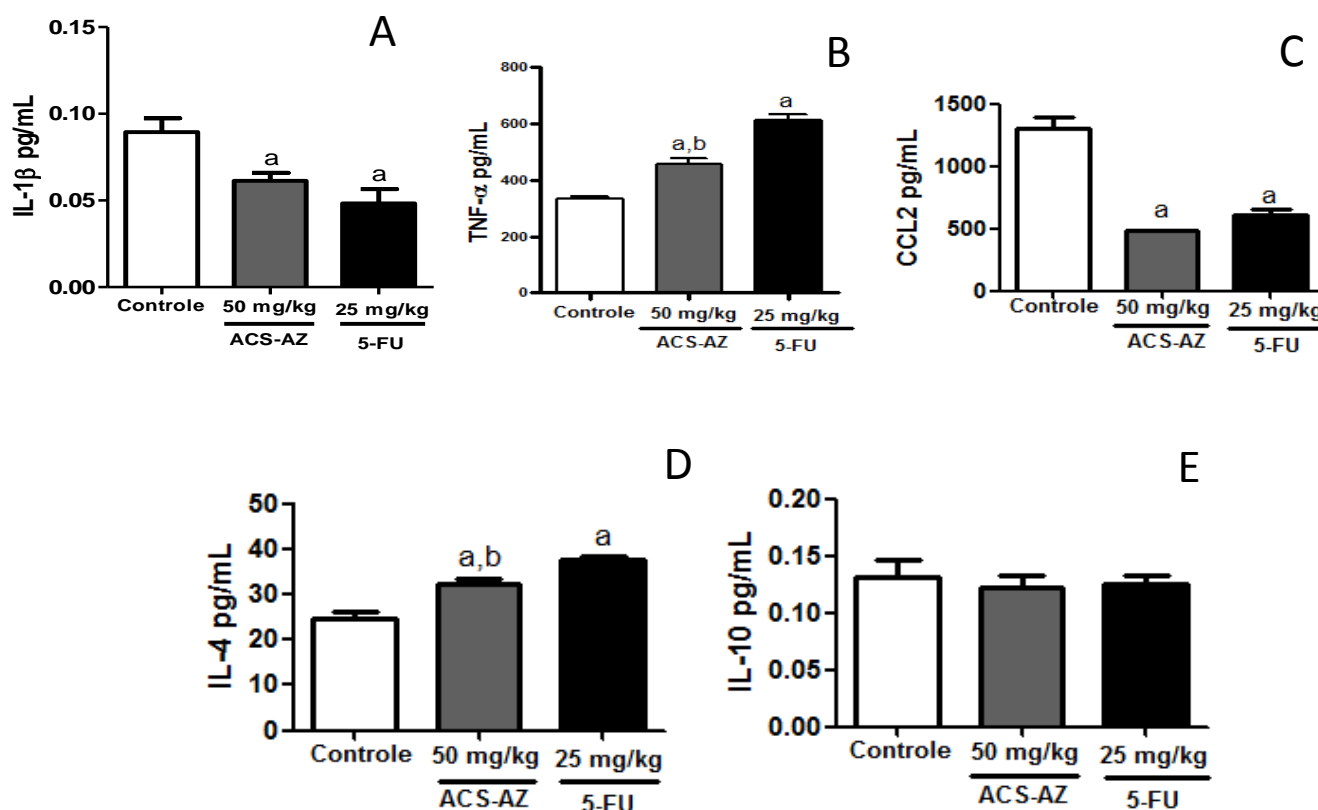 A
IL-1β pg/mL
0.15
0.10
0.05
0.00
a
a
Controle 50 mg/kg 25 mg/kg
ACS-AZ 5-FU
B
TNF-α pg/mL
800
600
400
200
0
a,b
a
Controle 50 mg/kg 25 mg/kg
ACS-AZ 5-FU
C
CCL2 pg/mL
1500
1000
500
0
a
a
Controle 50 mg/kg 25 mg/kg
ACS-AZ 5-FU
D
IL-4 pg/mL
50
40
30
20
10
0
a,b
a
Controle 50 mg/kg 25 mg/kg
ACS-AZ 5-FU
E
IL-10 pg/mL
0.20
0.15
0.10
0.05
0.00
Controle 50 mg/kg 25 mg/kg
ACS-AZ 5-FU